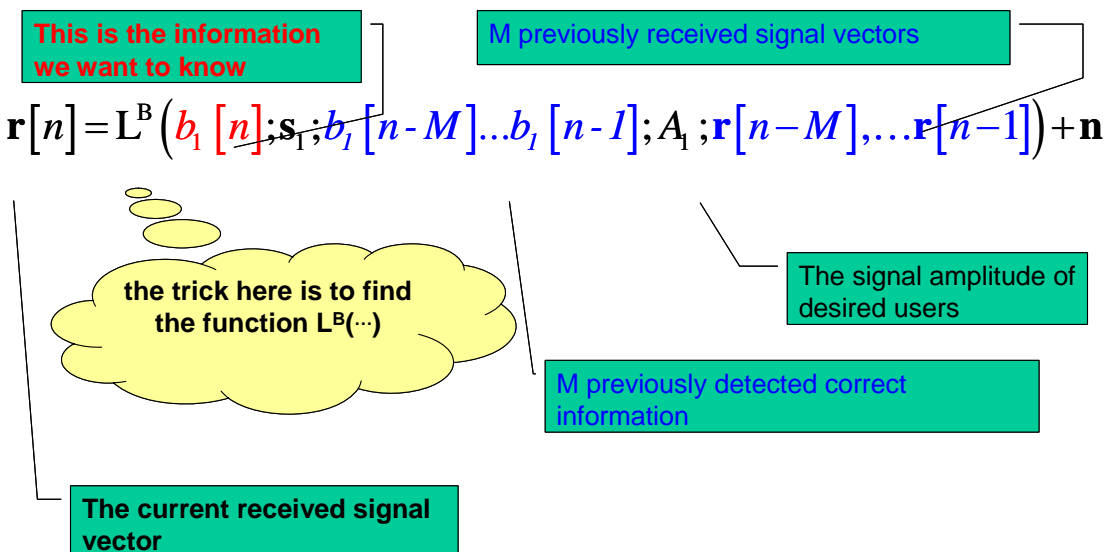 This is the information
we want to know
M previously received signal vectors
r[n] = L^B(b_1[n];s_1;b_1[n-M]...b_1[n-1];A_1;r[n−M],...r[n−1])+n
the trick here is to find
the function L^B(...)
The signal amplitude of
desired users
M previously detected correct
information
The current received signal
vector